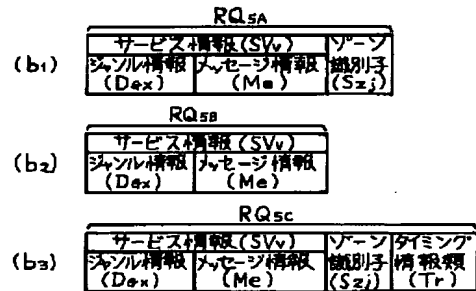 RQ5A
サービス情報(SVv) ゾーン
(b1) ジャンル情報 メッセージ情報 識別子
(Dex) (Me) (Szj)
RQ5B
サービス情報(SVv)
(b2) ジャンル情報 メッセージ情報
(Dex) (Me)
RQ5C
サービス情報(SVv) ゾーン タイミング
(b3) ジャンル情報 メッセージ情報 識別子 情報類
(Dex) (Me) (Szj) (Tr)